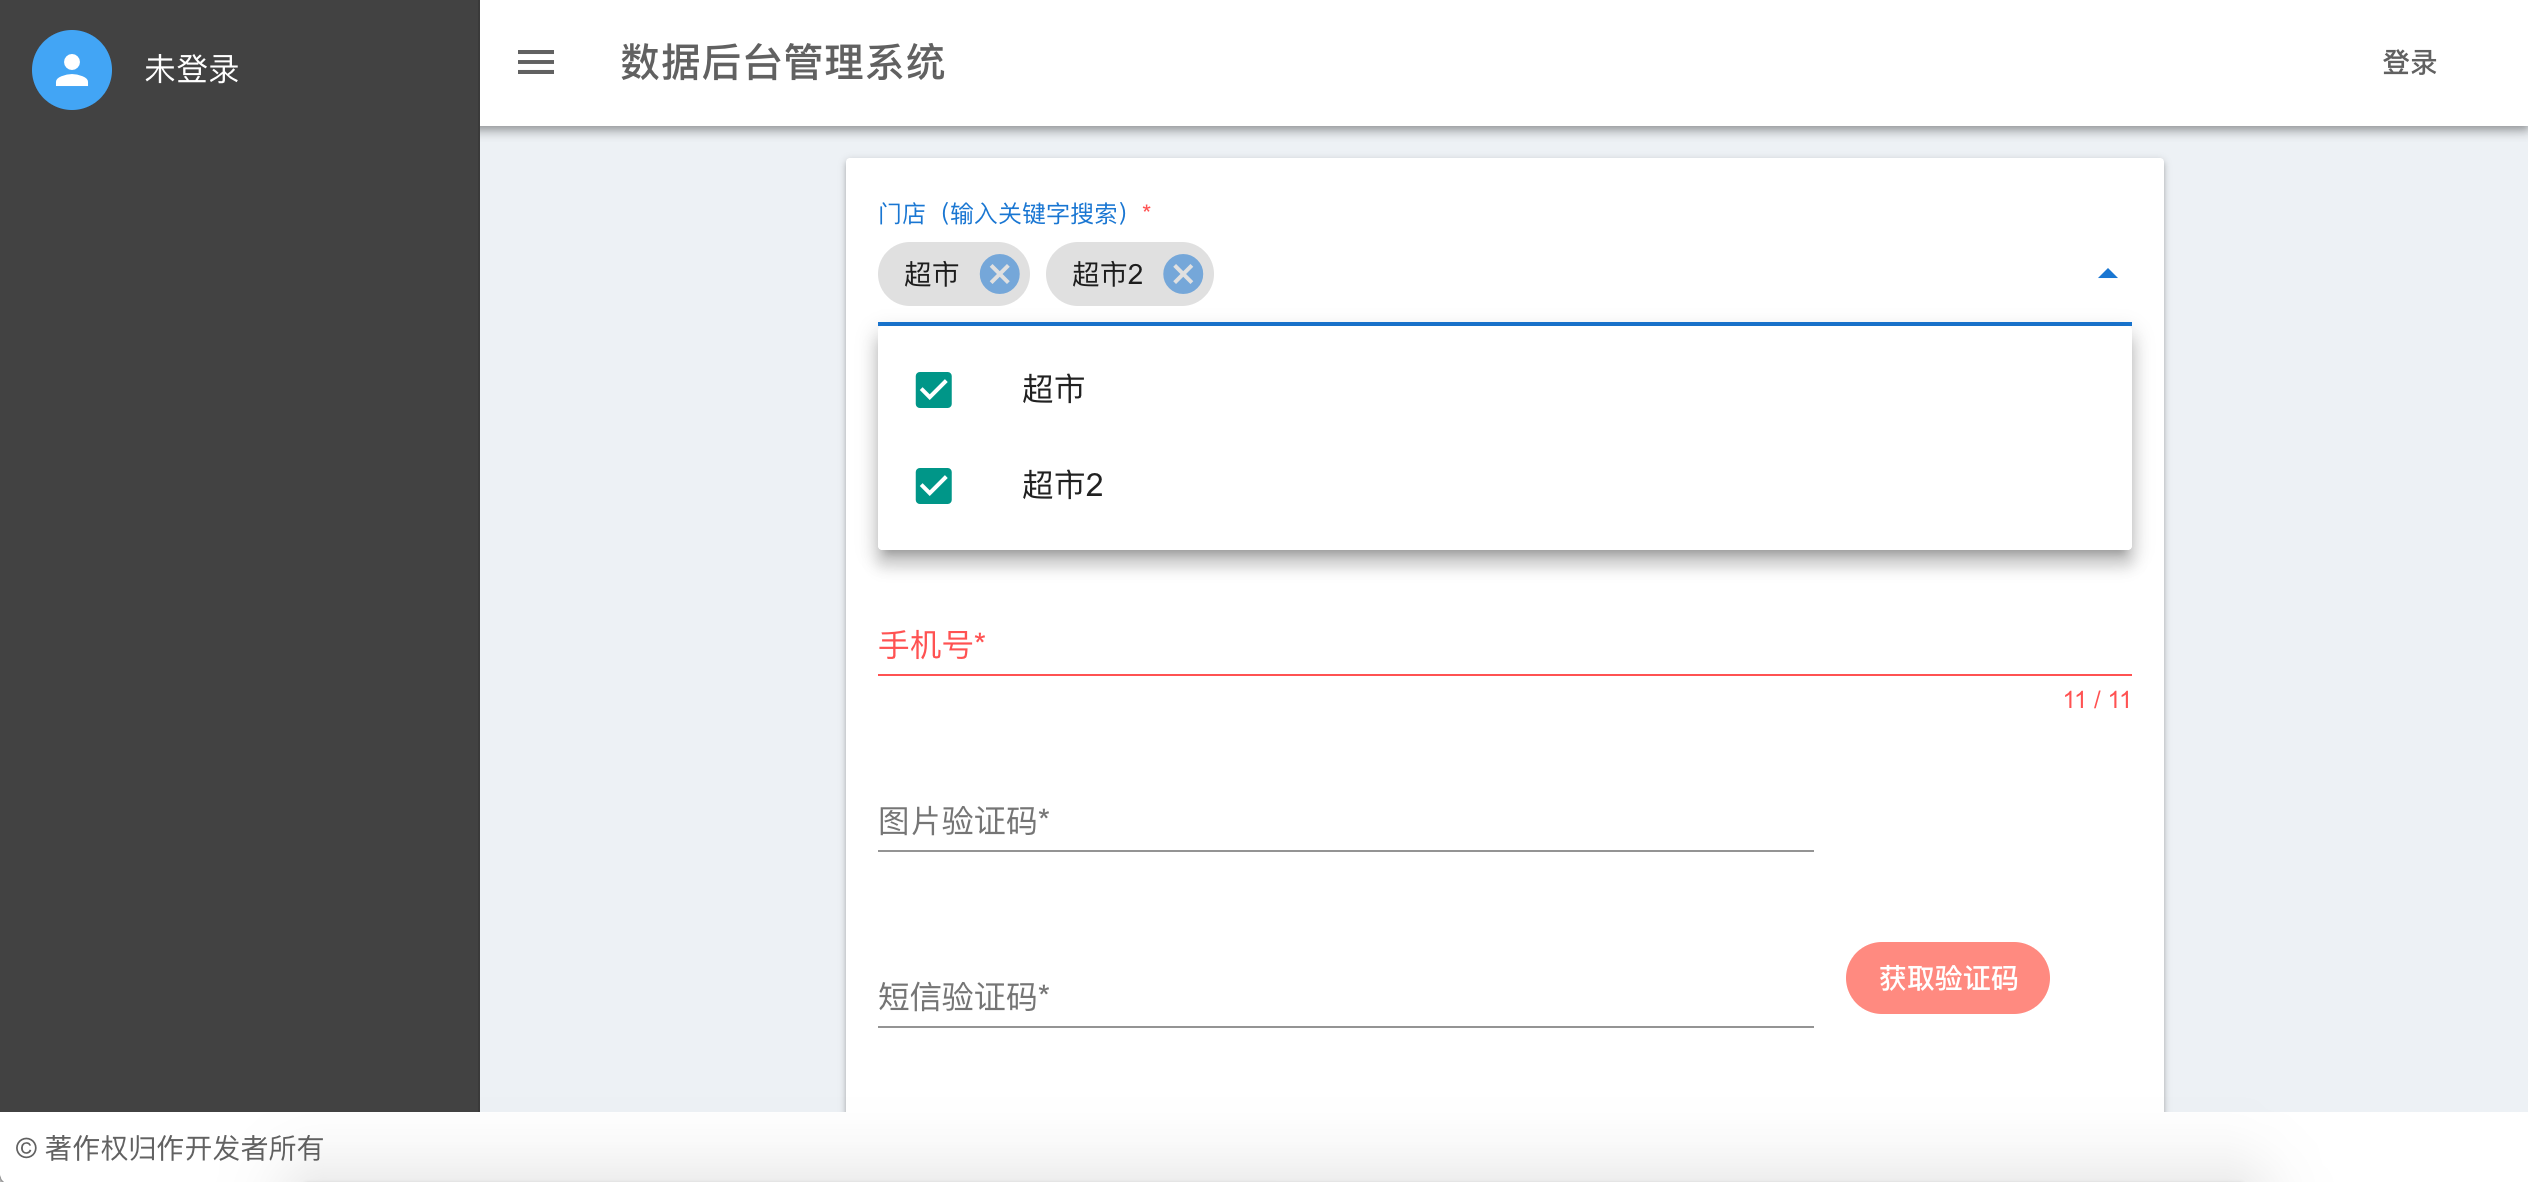 未登录
数据后台管理系统
登录
门店（输入关键字搜索）*
超市 超市2
超市
超市2
手机号*
11 / 11
图片验证码*
短信验证码*
获取验证码
© 著作权归作开发者所有